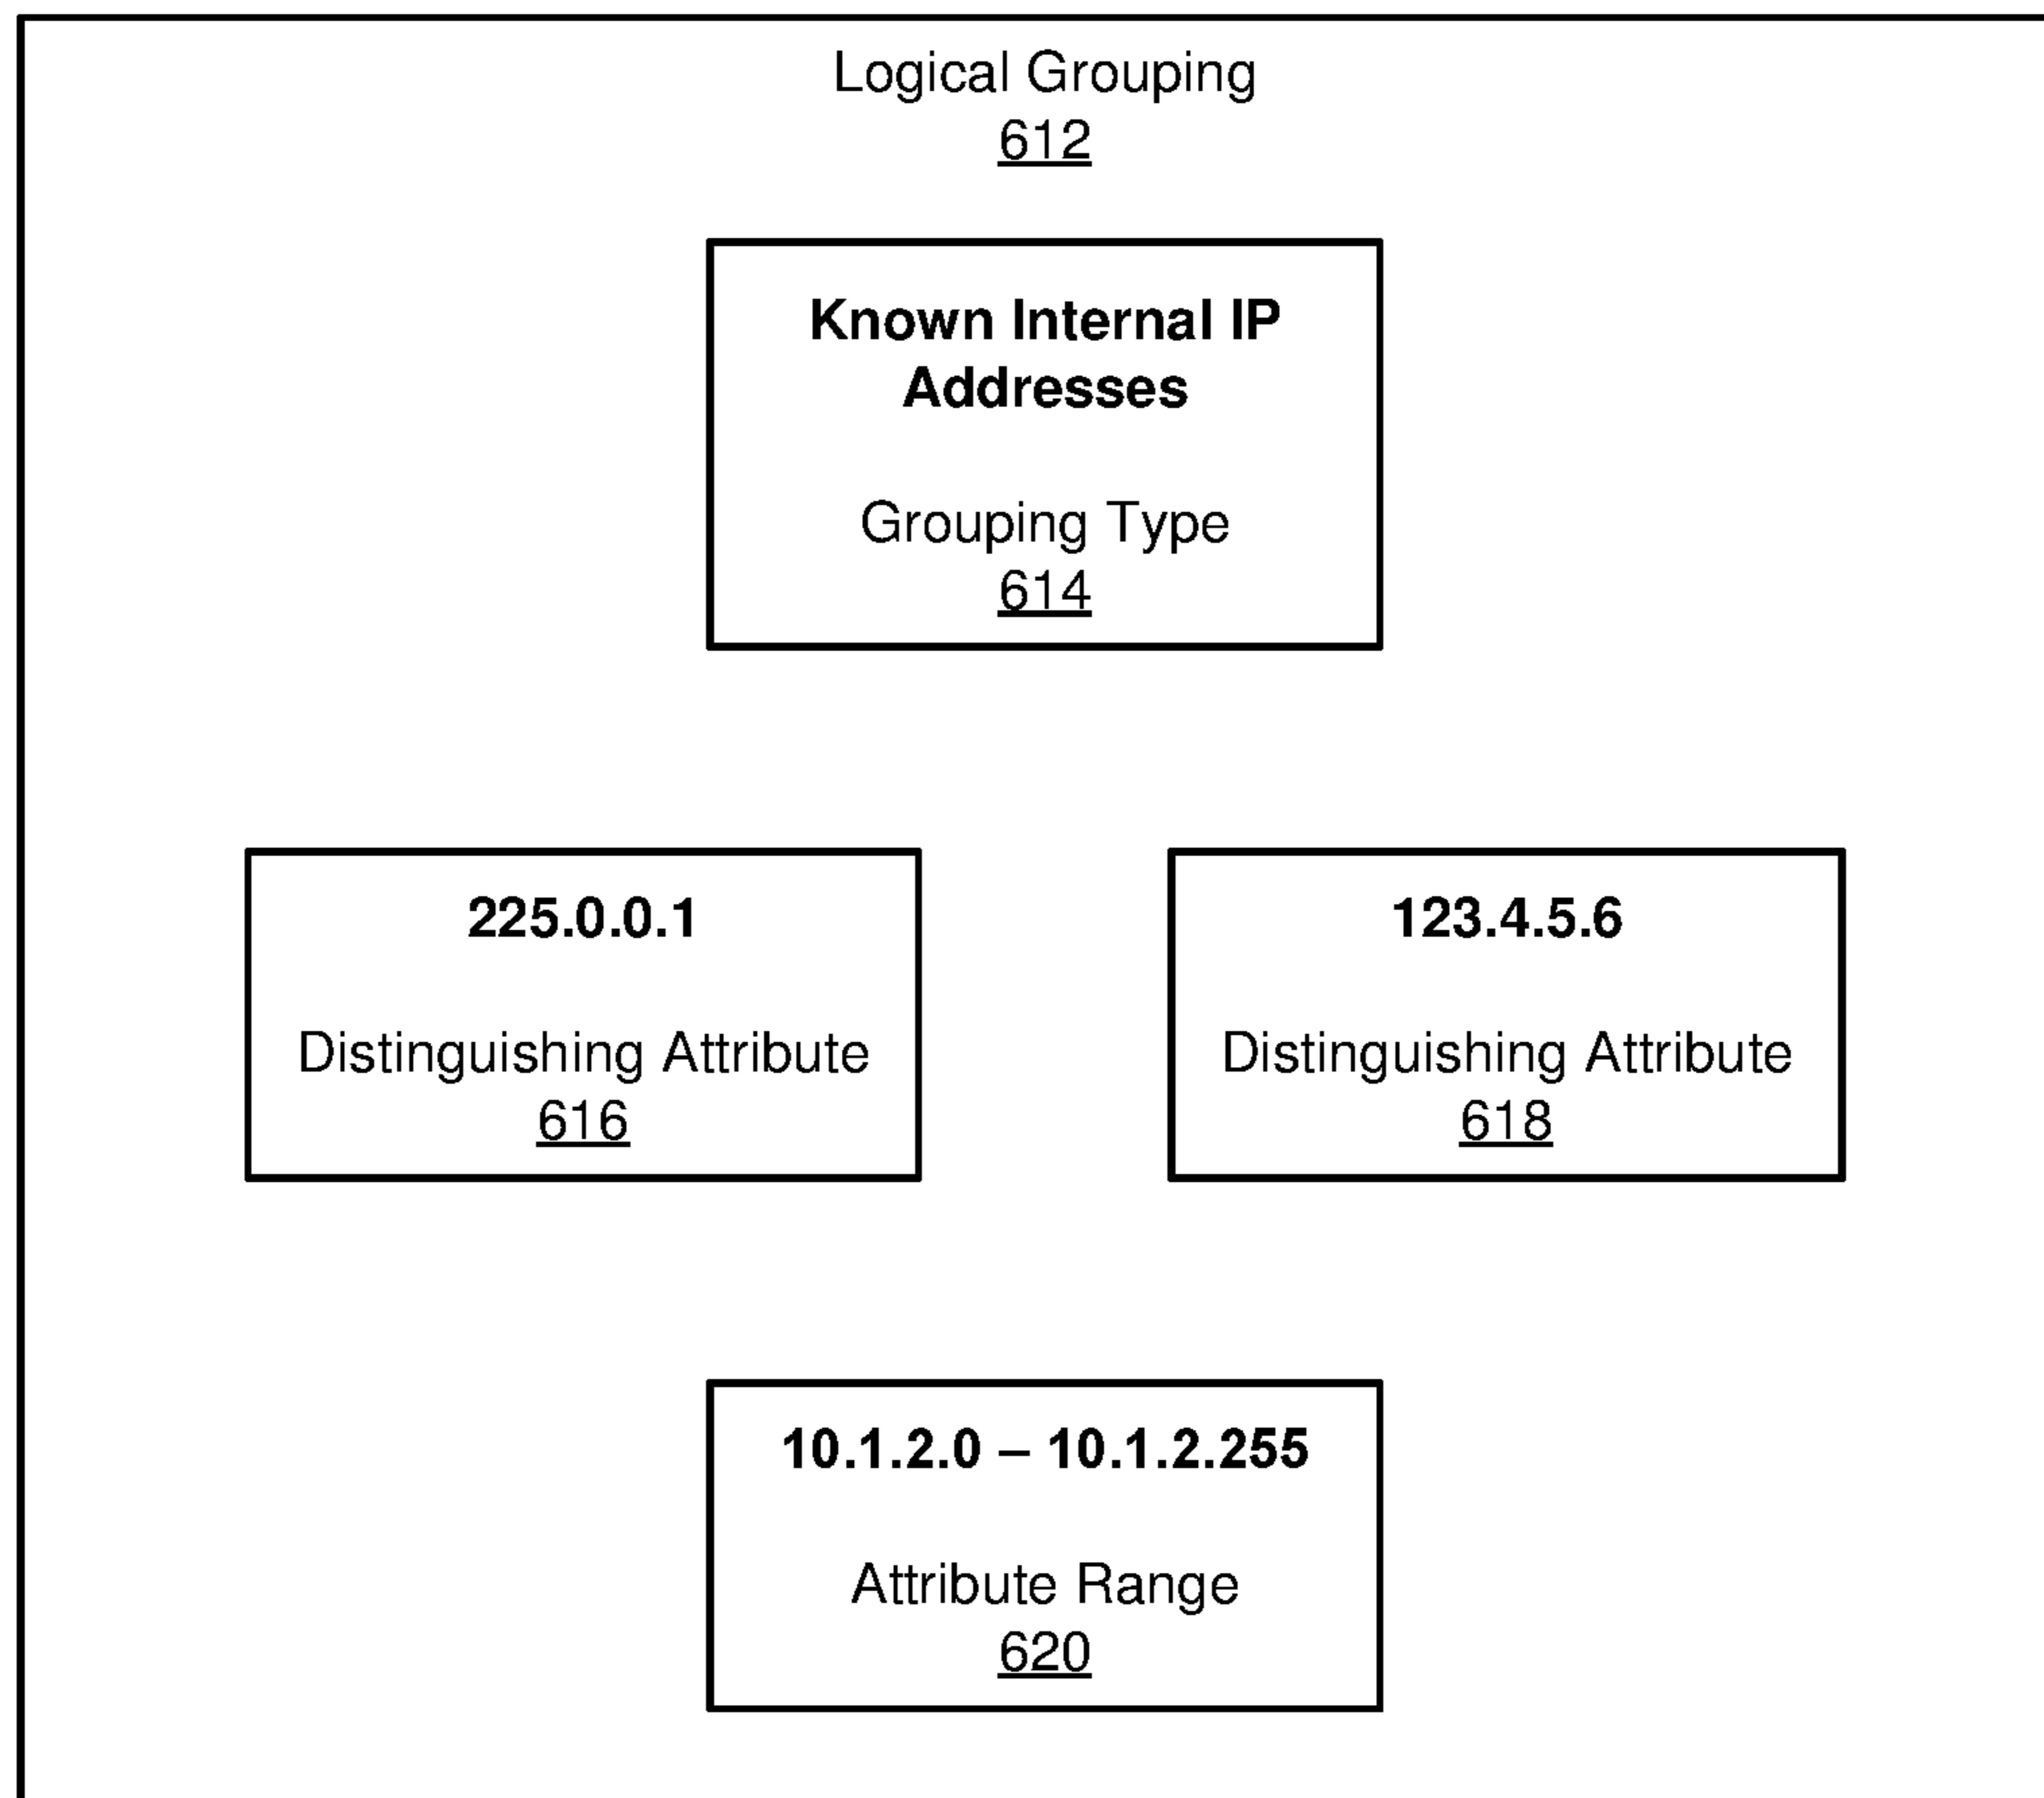 Logical Grouping
612
Known Internal IP
Addresses
Grouping Type
614
225.0.0.1
Distinguishing Attribute
616
123.4.5.6
Distinguishing Attribute
618
10.1.2.0 – 10.1.2.255
Attribute Range
620